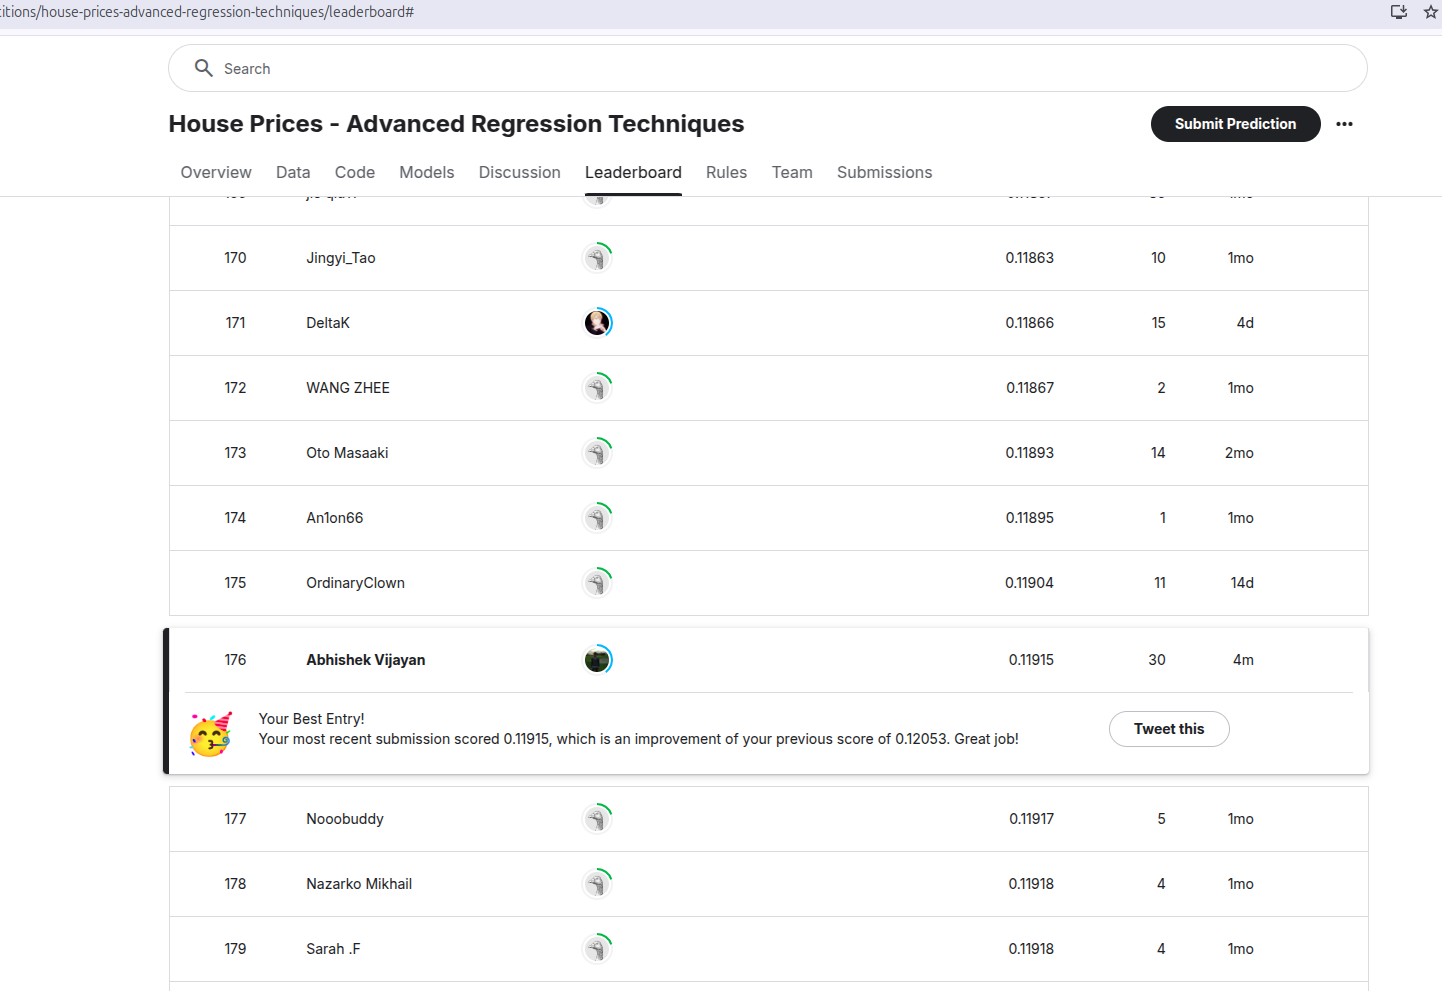 itions/house-prices-advanced-regression-techniques/leaderboard#
Search
House Prices - Advanced Regression Techniques
Submit Prediction
Overview Data Code Models Discussion Leaderboard Rules Team Submissions
170 Jingyi_Tao 0.11863 10 1mo
171 DeltaK 0.11866 15 4d
172 WANG ZHEE 0.11867 2 1mo
173 Oto Masaaki 0.11893 14 2mo
174 An1on66 0.11895 1 1mo
175 OrdinaryClown 0.11904 11 14d
176 Abhishek Vijayan 0.11915 30 4m
Your Best Entry!
Your most recent submission scored 0.11915, which is an improvement of your previous score of 0.12053. Great job!
Tweet this
177 Nooobuddy 0.11917 5 1mo
178 Nazarko Mikhail 0.11918 4 1mo
179 Sarah .F 0.11918 4 1mo